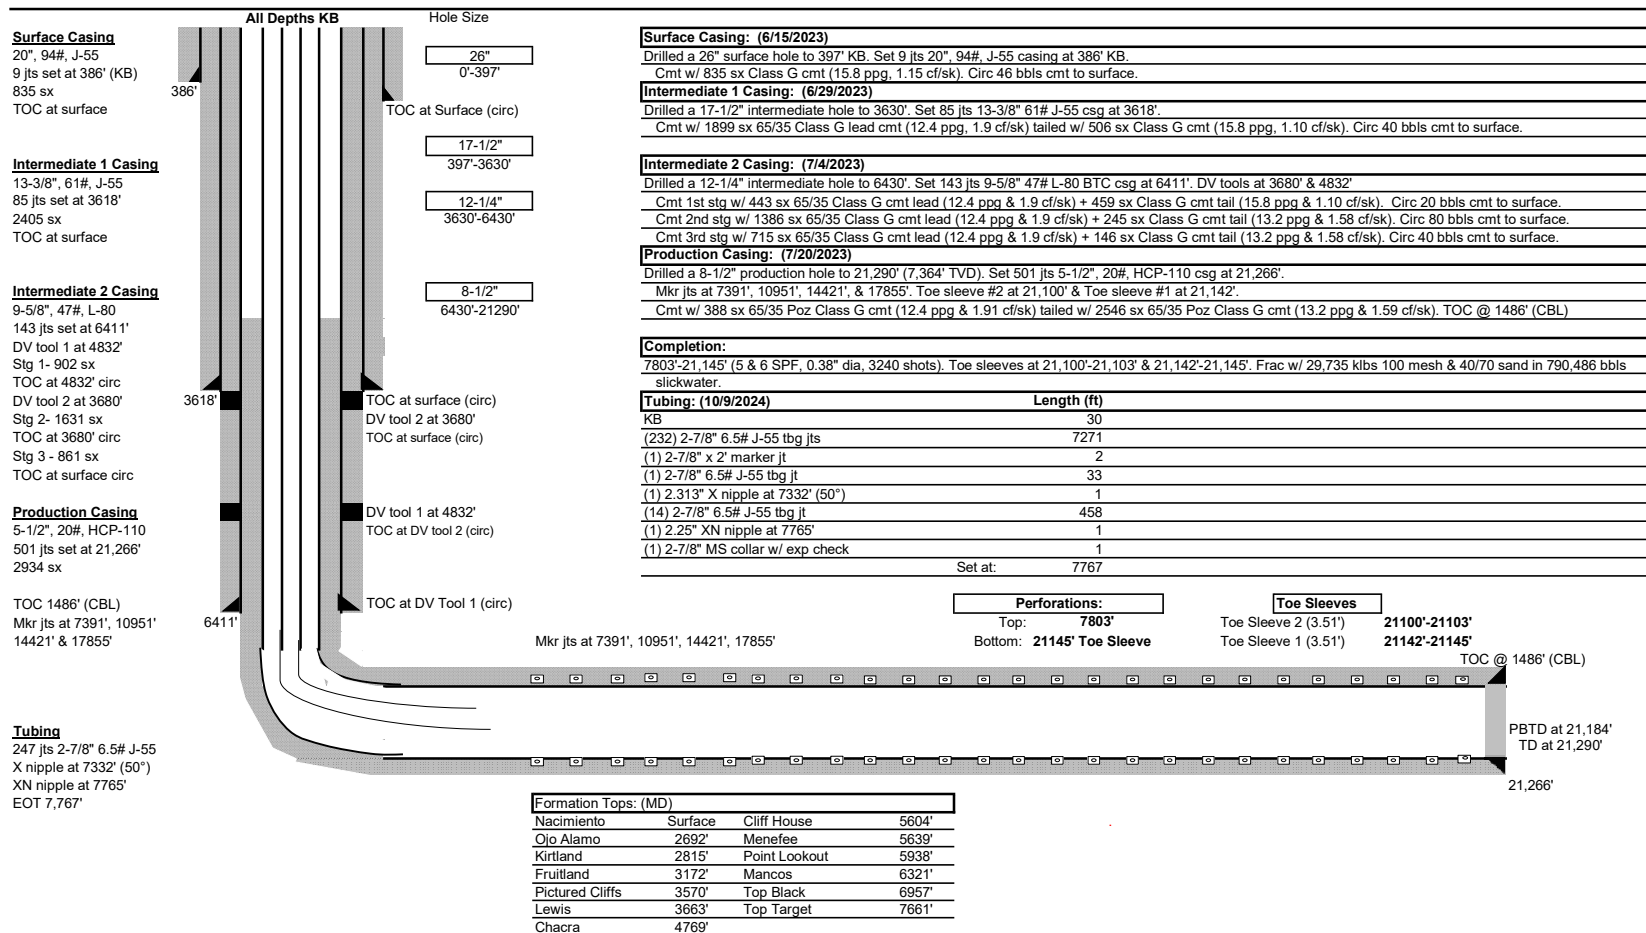 All Depths KB
Hole Size
Surface Casing
20", 94#, J-55
9 jts set at 386' (KB)
835 sx
TOC at surface
386'
TOC at Surface (circ)
26"
0'-397'
17-1/2"
397'-3630'
12-1/4"
3630'-6430'
8-1/2"
6430'-21290'
Intermediate 1 Casing
13-3/8", 61#, J-55
85 jts set at 3618'
2405 sx
TOC at surface
Intermediate 2 Casing
9-5/8", 47#, L-80
143 jts set at 6411'
DV tool 1 at 4832'
Stg 1- 902 sx
TOC at 4832' circ
DV tool 2 at 3680'
Stg 2- 1631 sx
TOC at 3680' circ
Stg 3 - 861 sx
TOC at surface circ
3618'
TOC at surface (circ)
DV tool 2 at 3680'
TOC at surface (circ)
Production Casing
5-1/2", 20#, HCP-110
501 jts set at 21,266'
2934 sx
TOC 1486' (CBL)
Mkr jts at 7391', 10951'
14421' & 17855'
DV tool 1 at 4832'
TOC at DV tool 2 (circ)
TOC at DV Tool 1 (circ)
6411'
Tubing
247 jts 2-7/8" 6.5# J-55
X nipple at 7332' (50°)
XN nipple at 7765'
EOT 7,767'
Surface Casing: (6/15/2023)
Drilled a 26" surface hole to 397' KB. Set 9 jts 20", 94#, J-55 casing at 386' KB.
Cmt w/ 835 sx Class G cmt (15.8 ppg, 1.15 cf/sk). Circ 46 bbls cmt to surface.
Intermediate 1 Casing: (6/29/2023)
Drilled a 17-1/2" intermediate hole to 3630'. Set 85 jts 13-3/8" 61# J-55 csg at 3618'.
Cmt w/ 1899 sx 65/35 Class G lead cmt (12.4 ppg, 1.9 cf/sk) tailed w/ 506 sx Class G cmt (15.8 ppg, 1.10 cf/sk). Circ 40 bbls cmt to surface.
Intermediate 2 Casing: (7/4/2023)
Drilled a 12-1/4" intermediate hole to 6430'. Set 143 jts 9-5/8" 47# L-80 BTC csg at 6411'. DV tools at 3680' & 4832'
Cmt 1st stg w/ 443 sx 65/35 Class G cmt lead (12.4 ppg & 1.9 cf/sk) + 459 sx Class G cmt tail (15.8 ppg & 1.10 cf/sk). Circ 20 bbls cmt to surface.
Cmt 2nd stg w/ 1386 sx 65/35 Class G cmt lead (12.4 ppg & 1.9 cf/sk) + 245 sx Class G cmt tail (13.2 ppg & 1.58 cf/sk). Circ 80 bbls cmt to surface.
Cmt 3rd stg w/ 715 sx 65/35 Class G cmt lead (12.4 ppg & 1.9 cf/sk) + 146 sx Class G cmt tail (13.2 ppg & 1.58 cf/sk). Circ 40 bbls cmt to surface.
Production Casing: (7/20/2023)
Drilled a 8-1/2" production hole to 21,290' (7,364' TVD). Set 501 jts 5-1/2", 20#, HCP-110 csg at 21,266'.
Mkr jts at 7391', 10951', 14421', & 17855'. Toe sleeve #2 at 21,100' & Toe sleeve #1 at 21,142'.
Cmt w/ 388 sx 65/35 Poz Class G cmt (12.4 ppg & 1.91 cf/sk) tailed w/ 2546 sx 65/35 Poz Class G cmt (13.2 ppg & 1.59 cf/sk). TOC @ 1486' (CBL)
Completion:
7803'-21,145' (5 & 6 SPF, 0.38" dia, 3240 shots). Toe sleeves at 21,100'-21,103' & 21,142'-21,145'. Frac w/ 29,735 klbs 100 mesh & 40/70 sand in 790,486 bbls
slickwater.
Tubing: (10/9/2024) Length (ft)
KB 30
(232) 2-7/8" 6.5# J-55 tbg jts 7271
(1) 2-7/8" x 2' marker jt 2
(1) 2-7/8" 6.5# J-55 tbg jt 33
(1) 2.313" X nipple at 7332' (50°) 1
(14) 2-7/8" 6.5# J-55 tbg jt 458
(1) 2.25" XN nipple at 7765' 1
(1) 2-7/8" MS collar w/ exp check 1
Set at: 7767
Perforations:
Top: 7803'
Bottom: 21145' Toe Sleeve
Toe Sleeves
Toe Sleeve 2 (3.51') 21100'-21103'
Toe Sleeve 1 (3.51') 21142'-21145'
Mkr jts at 7391', 10951', 14421', 17855'
TOC @ 1486' (CBL)
PBTD at 21,184'
TD at 21,290'
21,266'
Formation Tops: (MD)
Nacimiento Surface Cliff House 5604'
Ojo Alamo 2692' Menefee 5639'
Kirtland 2815' Point Lookout 5938'
Fruitland 3172' Mancos 6321'
Pictured Cliffs 3570' Top Black 6957'
Lewis 3663' Top Target 7661'
Chacra 4769'